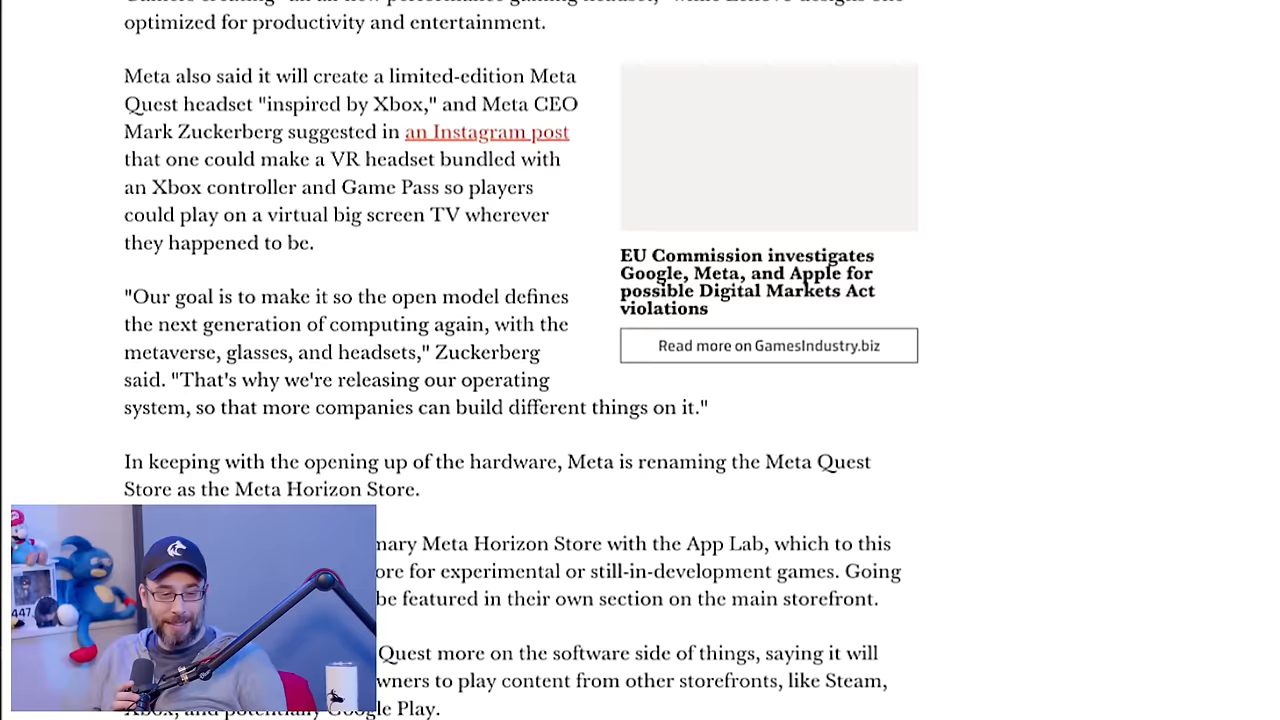 optimized for productivity and entertainment.
Meta also said it will create a limited-edition Meta
Quest headset "inspired by Xbox," and Meta CEO
Mark Zuckerberg suggested in an Instagram post
that one could make a VR headset bundled with
an Xbox controller and Game Pass so players
could play on a virtual big screen TV wherever
they happened to be.
EU Commission investigates
Google, Meta, and Apple for
possible Digital Markets Act
violations
Read more on GamesIndustry.biz
"Our goal is to make it so the open model defines
the next generation of computing again, with the
metaverse, glasses, and headsets," Zuckerberg
said. "That's why we're releasing our operating
system, so that more companies can build different things on it."
In keeping with the opening up of the hardware, Meta is renaming the Meta Quest
Store as the Meta Horizon Store.
Meta Horizon Store with the App Lab, which to this
for experimental or still-in-development games. Going
be featured in their own section on the main storefront.
Quest more on the software side of things, saying it will
to play content from other storefronts, like Steam,
Play.
447